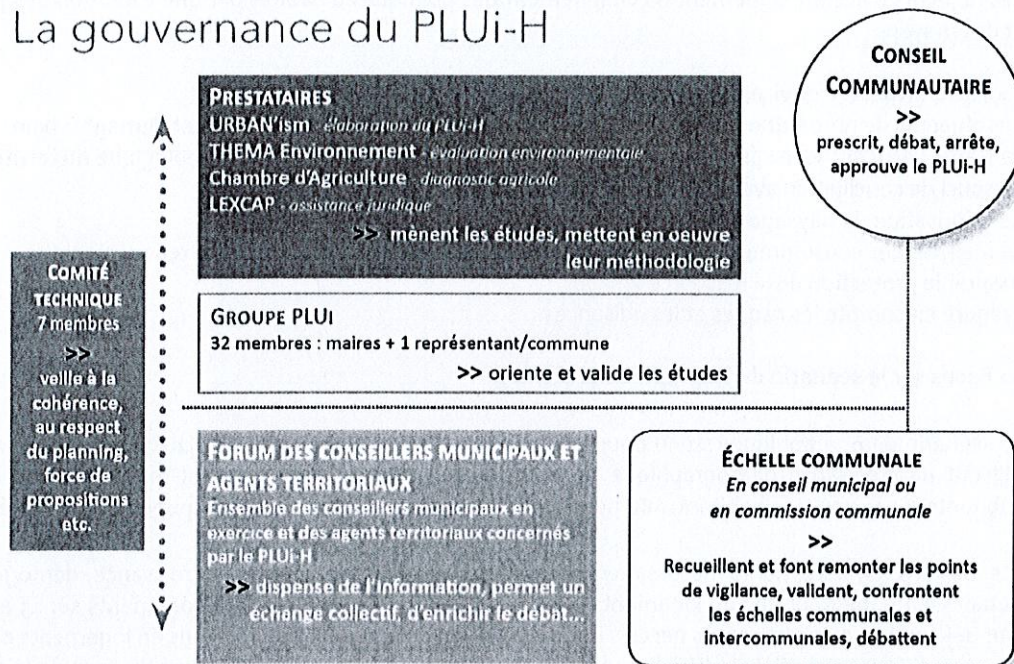 La gouvernance du PLUi-H
PRESTATAIRES
URBAN'ism - élaboration du PLUi-H
THEMA Environnement - évaluation environnementale
Chambre d'Agriculture - diagnostic agricole
LEXCAP - assistance juridique
>> mènent les études, mettent en oeuvre
leur méthodologie
CONSEIL
COMMUNAUTAIRE
>>
prescrit, débat, arrête,
approuve le PLUi-H
COMITÉ
TECHNIQUE
7 membres
>>
veille à la
cohérence,
au respect
du planning,
force de
propositions
etc.
GROUPE PLUi
32 membres : maires + 1 représentant/commune
>> oriente et valide les études
FORUM DES CONSEILLERS MUNICIPAUX ET
AGENTS TERRITORIAUX
Ensemble des conseillers municipaux en
exercice et des agents territoriaux concernés
par le PLUi-H
>> dispense de l'information, permet un
échange collectif, d'enrichir le débat...
ÉCHELLE COMMUNALE
En conseil municipal ou
en commission communale
>>
Recueillent et font remonter les points
de vigilance, valident, confrontent
les échelles communales et
intercommunales, débattent